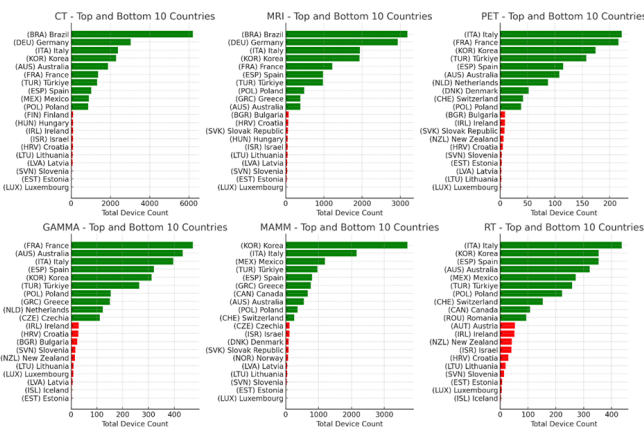 CT - Top and Bottom 10 Countries
(BRA) Brazil
(DEU) Germany
(ITA) Italy
(KOR) Korea
(AUS) Australia
(FRA) France
(TUR) Türkiye
(ESP) Spain
(MEX) Mexico
(POL) Poland
(FIN) Finland
(HUN) Hungary
(IRL) Ireland
(ISR) Israel
(HRV) Croatia
(LTU) Lithuania
(LVA) Latvia
(SVN) Slovenia
(EST) Estonia
(LUX) Luxembourg
0 2000 4000 6000
Total Device Count
MRI - Top and Bottom 10 Countries
(BRA) Brazil
(DEU) Germany
(ITA) Italy
(KOR) Korea
(FRA) France
(ESP) Spain
(TUR) Türkiye
(POL) Poland
(GRC) Greece
(AUS) Australia
(BGR) Bulgaria
(HRV) Croatia
(SVK) Slovak Republic
(HUN) Hungary
(ISR) Israel
(LTU) Lithuania
(LVA) Latvia
(SVN) Slovenia
(EST) Estonia
(LUX) Luxembourg
0 1000 2000 3000
Total Device Count
PET - Top and Bottom 10 Countries
(ITA) Italy
(FRA) France
(KOR) Korea
(TUR) Türkiye
(ESP) Spain
(AUS) Australia
(NLD) Netherlands
(DNK) Denmark
(CHE) Switzerland
(POL) Poland
(BGR) Bulgaria
(IRL) Ireland
(SVK) Slovak Republic
(NZL) New Zealand
(HRV) Croatia
(SVN) Slovenia
(EST) Estonia
(LVA) Latvia
(LTU) Lithuania
(LUX) Luxembourg
0 50 100 150 200
Total Device Count
GAMMA - Top and Bottom 10 Countries
(FRA) France
(AUS) Australia
(ITA) Italy
(ESP) Spain
(KOR) Korea
(TUR) Türkiye
(POL) Poland
(GRC) Greece
(NLD) Netherlands
(CZE) Czechia
(IRL) Ireland
(HRV) Croatia
(BGR) Bulgaria
(SVN) Slovenia
(NZL) New Zealand
(LTU) Lithuania
(LUX) Luxembourg
(LVA) Latvia
(ISL) Iceland
(EST) Estonia
0 100 200 300 400
Total Device Count
MAMM - Top and Bottom 10 Countries
(KOR) Korea
(ITA) Italy
(MEX) Mexico
(TUR) Türkiye
(ESP) Spain
(GRC) Greece
(CAN) Canada
(AUS) Australia
(POL) Poland
(CHE) Switzerland
(CZE) Czechia
(ISR) Israel
(DNK) Denmark
(SVK) Slovak Republic
(NOR) Norway
(LVA) Latvia
(LTU) Lithuania
(SVN) Slovenia
(EST) Estonia
(LUX) Luxembourg
0 1000 2000 3000
Total Device Count
RT - Top and Bottom 10 Countries
(ITA) Italy
(KOR) Korea
(ESP) Spain
(AUS) Australia
(MEX) Mexico
(TUR) Türkiye
(POL) Poland
(CHE) Switzerland
(CAN) Canada
(ROU) Romania
(AUT) Austria
(IRL) Ireland
(NZL) New Zealand
(ISR) Israel
(HRV) Croatia
(LTU) Lithuania
(SVN) Slovenia
(EST) Estonia
(LUX) Luxembourg
(ISL) Iceland
0 200 400
Total Device Count